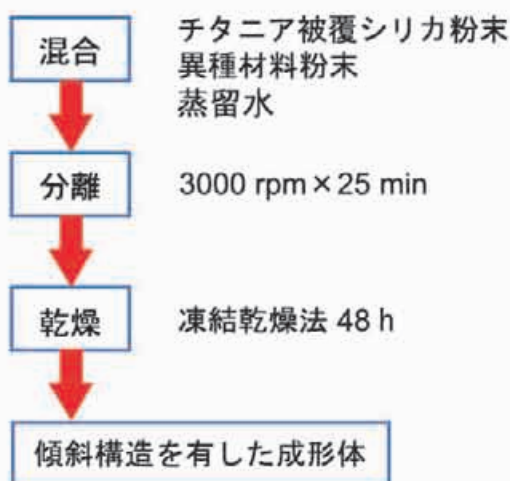 混合
チタニア被覆シリカ粉末
異種材料粉末
蒸留水
分離
3000 rpm×25 min
乾燥
凍結乾燥法 48 h
傾斜構造を有した成形体